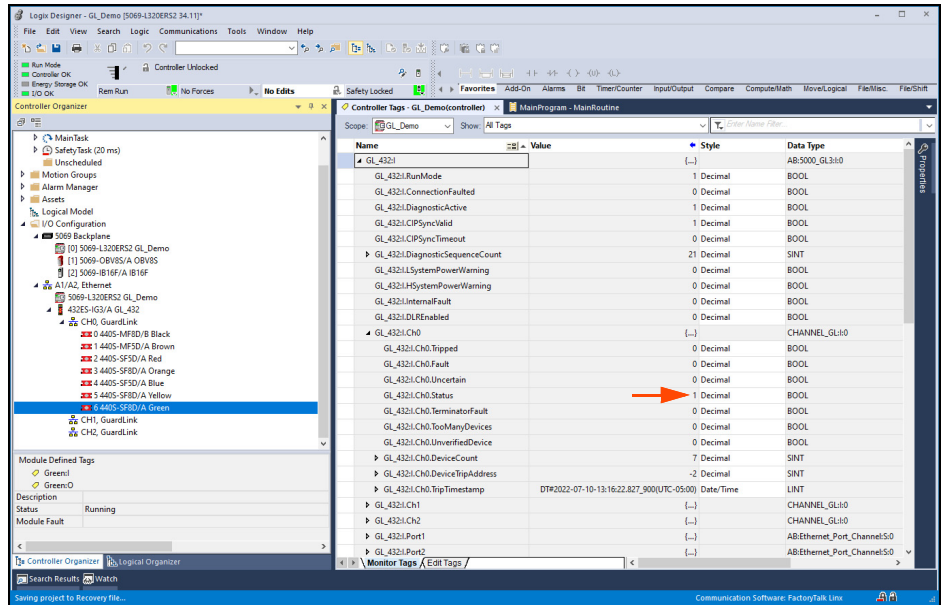 Logix Designer - GL_Demo [5069-L320ERS2 34.11]*
File Edit View Search Logic Communications Tools Window Help
Run Mode
Controller OK
Energy Storage OK
I/O OK
Controller Unlocked
Rem Run
No Forces
No Edits
Safety Locked
Favorites Add-On Alarms Bit Timer/Counter Input/Output Compare Compute/Math Move/Logical File/Misc. File/Shift
Controller Organizer
MainTask
SafetyTask (20 ms)
Unscheduled
Motion Groups
Alarm Manager
Assets
Logical Model
I/O Configuration
5069 Backplane
[0] 5069-L320ERS2 GL_Demo
[1] 5069-OBV8S/A OBV8S
[2] 5069-IB16F/A IB16F
A1/A2, Ethernet
5069-L320ERS2 GL_Demo
432ES-IG3/A GL_432
CH0, GuardLink
0 440S-MF8D/B Black
1 440S-MF5D/A Brown
2 440S-SF5D/A Red
3 440S-SF8D/A Orange
4 440S-SF5D/A Blue
5 440S-SF8D/A Yellow
6 440S-SF8D/A Green
CH1, GuardLink
CH2, GuardLink
Module Defined Tags
Green:I
Green:O
Description
Status Running
Module Fault
Controller Organizer Logical Organizer
Controller Tags - GL_Demo(controller) × MainProgram - MainRoutine
Scope: GL_Demo Show: All Tags Enter Name Filter...
Name Value Style Data Type
GL_432:I {...} AB:5000_GL3:I:0
GL_432:I.RunMode 1 Decimal BOOL
GL_432:I.ConnectionFaulted 0 Decimal BOOL
GL_432:I.DiagnosticActive 1 Decimal BOOL
GL_432:I.CIPSyncValid 1 Decimal BOOL
GL_432:I.CIPSyncTimeout 0 Decimal BOOL
GL_432:I.DiagnosticSequenceCount 21 Decimal SINT
GL_432:I.LSystemPowerWarning 0 Decimal BOOL
GL_432:I.HSystemPowerWarning 0 Decimal BOOL
GL_432:I.InternalFault 0 Decimal BOOL
GL_432:I.DLREnabled 0 Decimal BOOL
GL_432:I.Ch0 {...} CHANNEL_GL:I:0
GL_432:I.Ch0.Tripped 0 Decimal BOOL
GL_432:I.Ch0.Fault 0 Decimal BOOL
GL_432:I.Ch0.Uncertain 0 Decimal BOOL
GL_432:I.Ch0.Status 1 Decimal BOOL
GL_432:I.Ch0.TerminatorFault 0 Decimal BOOL
GL_432:I.Ch0.TooManyDevices 0 Decimal BOOL
GL_432:I.Ch0.UnverifiedDevice 0 Decimal BOOL
GL_432:I.Ch0.DeviceCount 7 Decimal SINT
GL_432:I.Ch0.DeviceTripAddress -2 Decimal SINT
GL_432:I.Ch0.TripTimestamp DT#2022-07-10-13:16:22.827_900(UTC-05:00) Date/Time LINT
GL_432:I.Ch1 {...} CHANNEL_GL:I:0
GL_432:I.Ch2 {...} CHANNEL_GL:I:0
GL_432:I.Port1 {...} AB:Ethernet_Port_Channel:S:0
GL_432:I.Port2 {...} AB:Ethernet_Port_Channel:S:0
Monitor Tags Edit Tags
Properties
Search Results Watch
Saving project to Recovery file...
Communication Software: FactoryTalk Linx